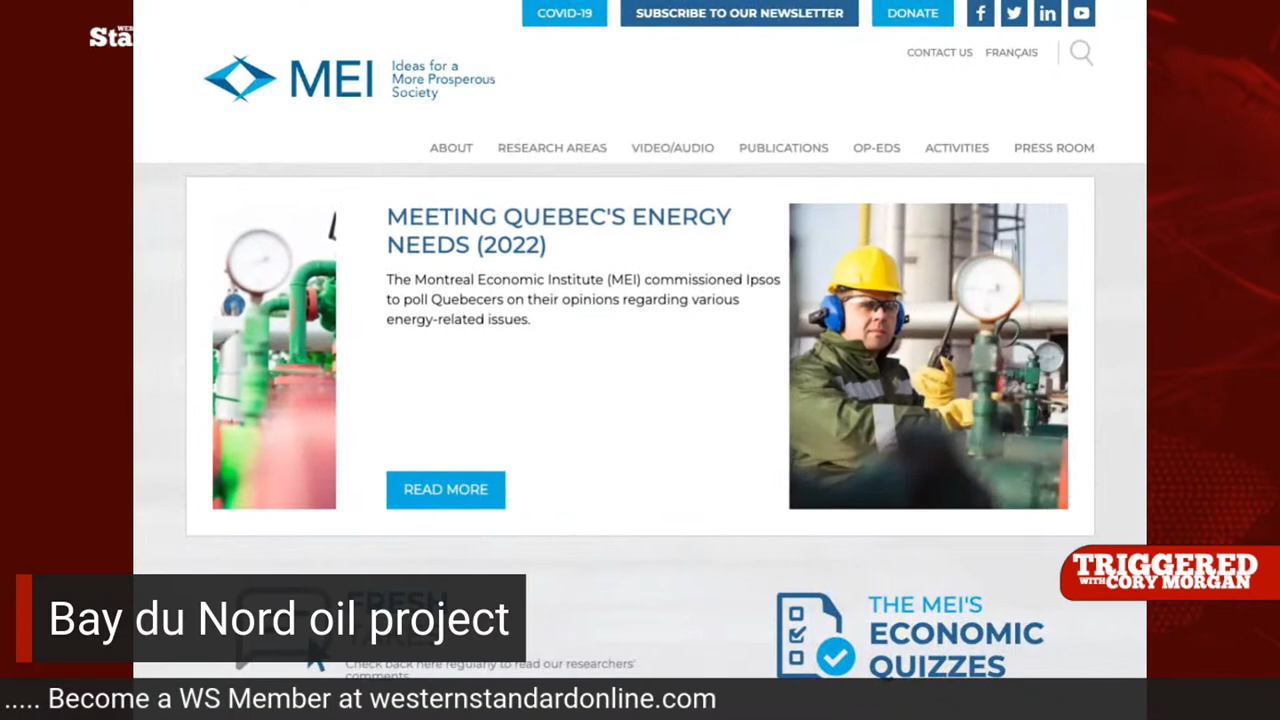 COVID-19
SUBSCRIBE TO OUR NEWSLETTER
DONATE
CONTACT US
FRANÇAIS
MEI
Ideas for a
More Prosperous
Society
ABOUT
RESEARCH AREAS
VIDEO/AUDIO
PUBLICATIONS
OP-EDS
ACTIVITIES
PRESS ROOM
MEETING QUEBEC'S ENERGY
NEEDS (2022)
The Montreal Economic Institute (MEI) commissioned Ipsos
to poll Quebecers on their opinions regarding various
energy-related issues.
READ MORE
TRIGGERED
WITH CORY MORGAN
Bay du Nord oil project
FRESH
Check back here regularly to read our researchers'
comments
THE MEI'S
ECONOMIC
QUIZZES
..... Become a WS Member at westernstandardonline.com